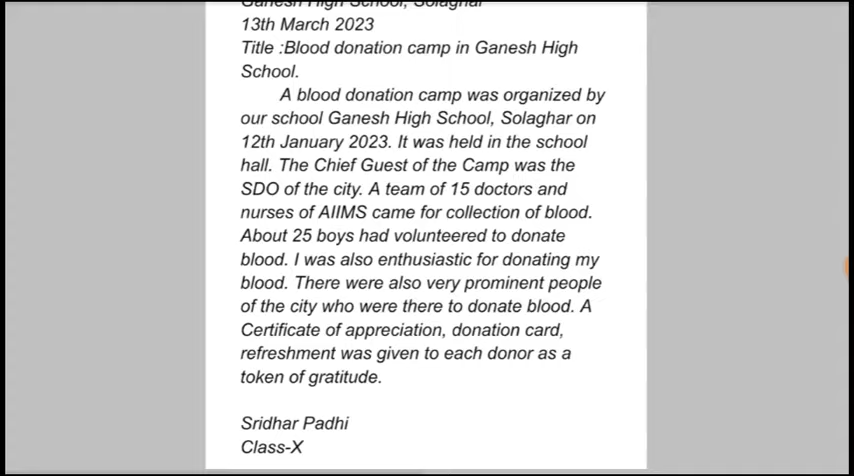 Ganesh High School, Solaghar
13th March 2023
Title :Blood donation camp in Ganesh High
School.
A blood donation camp was organized by
our school Ganesh High School, Solaghar on
12th January 2023. It was held in the school
hall. The Chief Guest of the Camp was the
SDO of the city. A team of 15 doctors and
nurses of AIIMS came for collection of blood.
About 25 boys had volunteered to donate
blood. I was also enthusiastic for donating my
blood. There were also very prominent people
of the city who were there to donate blood. A
Certificate of appreciation, donation card,
refreshment was given to each donor as a
token of gratitude.
Sridhar Padhi
Class-X